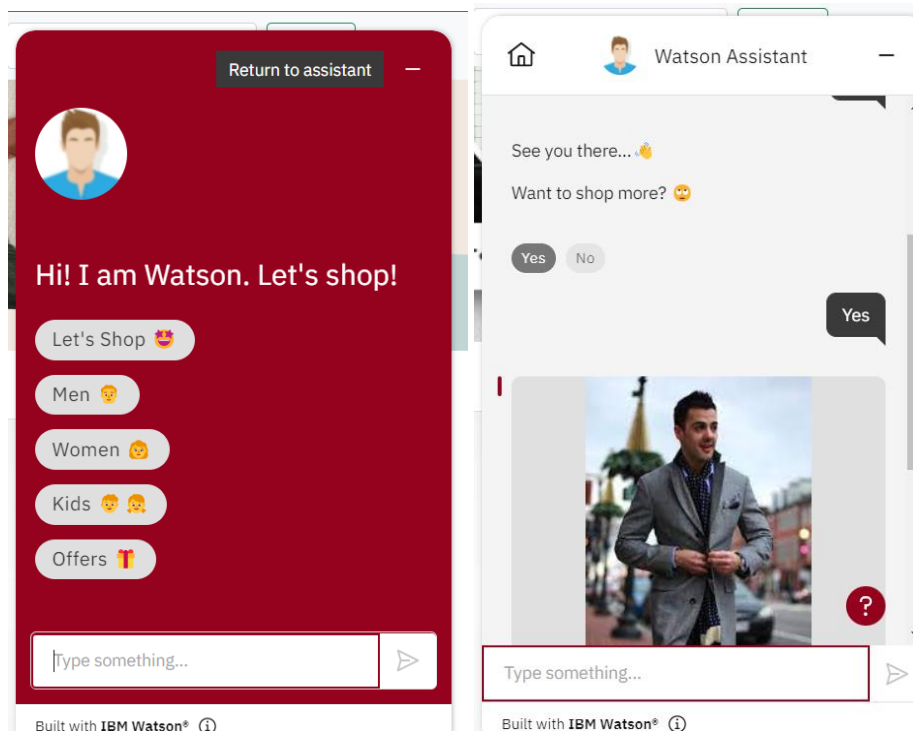 Return to assistant
Hi! I am Watson. Let's shop!
Let's Shop 🤩
Men 👨
Women 👩
Kids 👦 👧
Offers 🎁
Type something...
Built with IBM Watson®
Watson Assistant
See you there... 👋
Want to shop more? 🙄
Yes
No
Yes
?
Type something...
Built with IBM Watson®